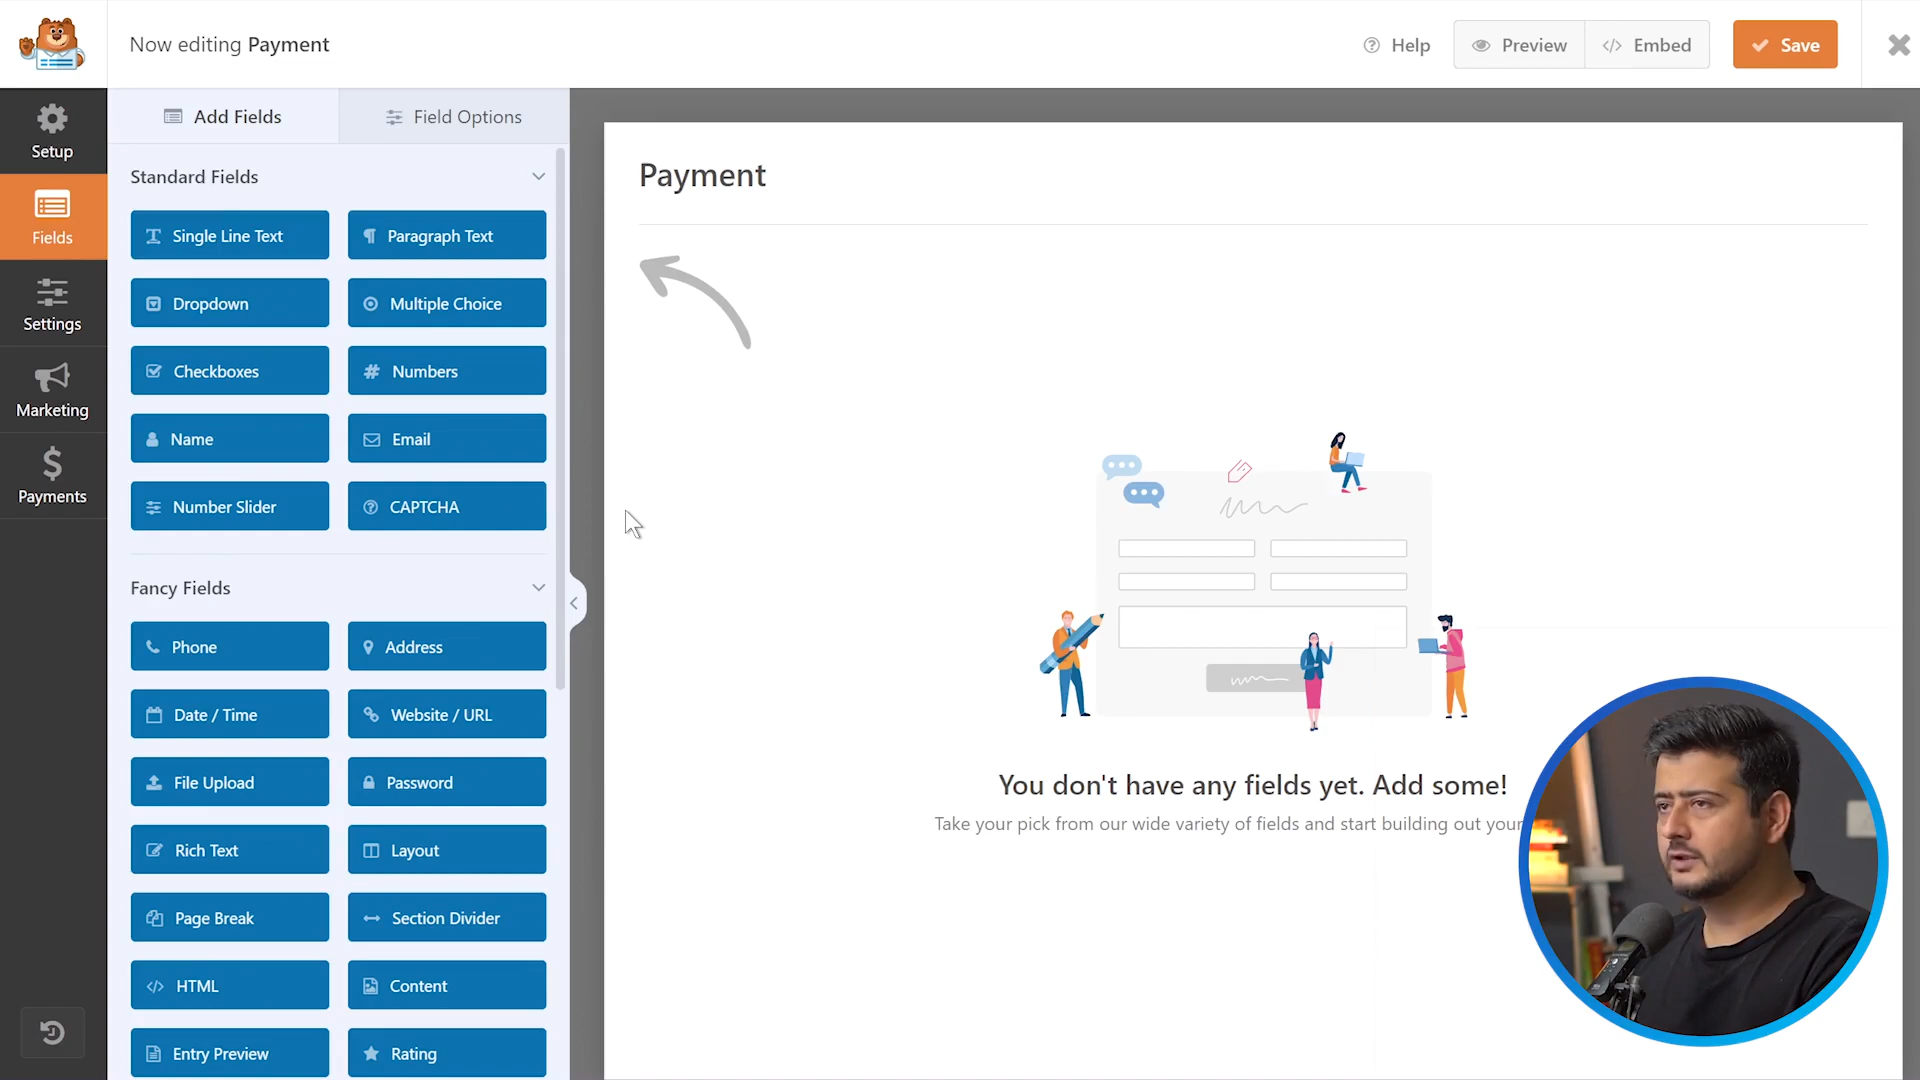 Now editing Payment
Help
Preview
Embed
Save
Setup
Fields
Settings
Marketing
Payments
Add Fields
Field Options
Standard Fields
Single Line Text
Paragraph Text
Dropdown
Multiple Choice
Checkboxes
Numbers
Name
Email
Number Slider
CAPTCHA
Fancy Fields
Phone
Address
Date / Time
Website / URL
File Upload
Password
Rich Text
Layout
Page Break
Section Divider
HTML
Content
Entry Preview
Rating
Payment
You don't have any fields yet. Add some!
Take your pick from our wide variety of fields and start building out your